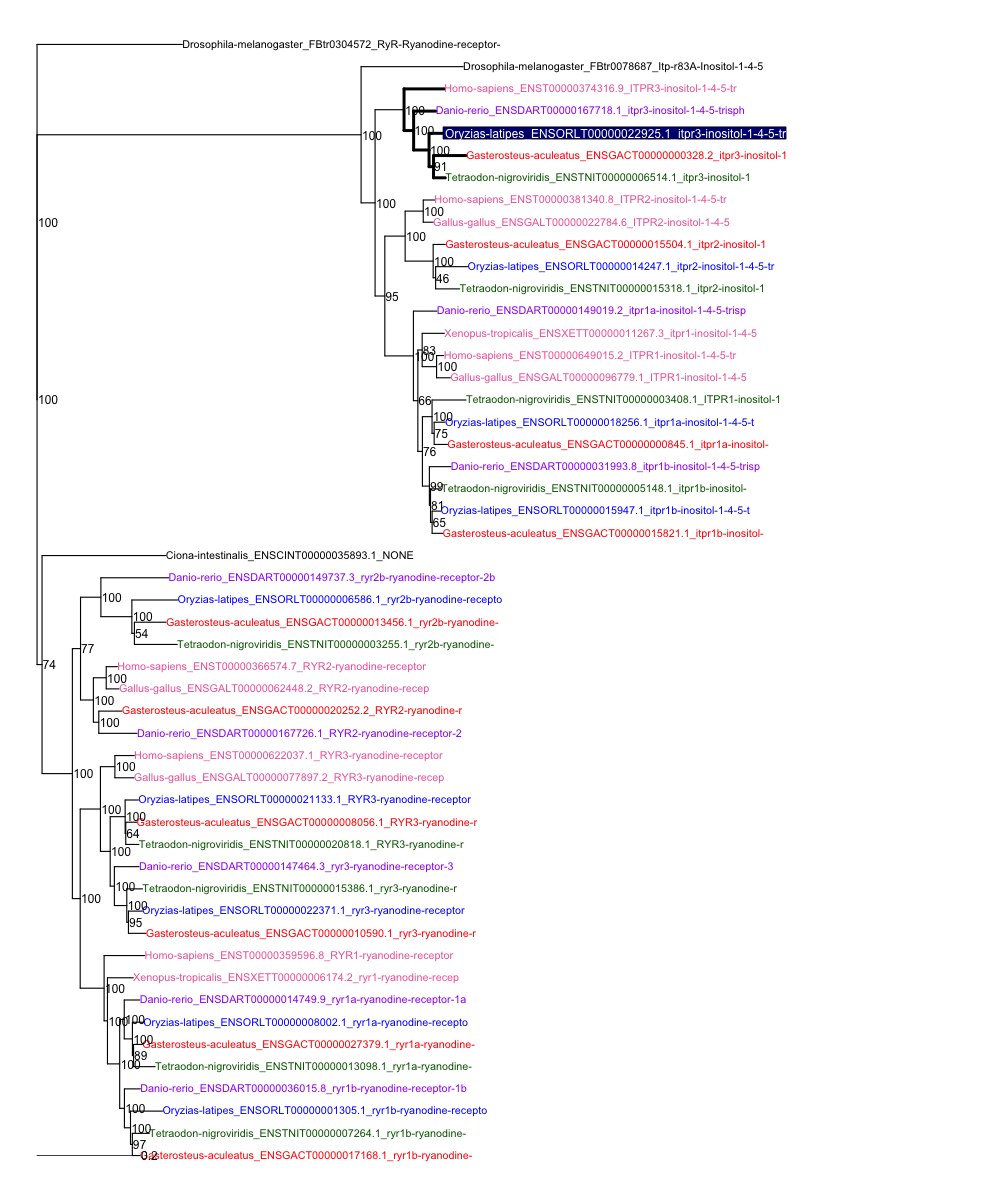 Drosophila-melanogaster_FBtr0304572_RyR-Ryanodine-receptor-
Drosophila-melanogaster_FBtr0078687_Itp-r83A-Inositol-1-4-5
Homo-sapiens_ENST00000374316.9_ITPR3-inositol-1-4-5-tr
100
Danio-rerio_ENSDART00000167718.1_itpr3-inositol-1-4-5-trisph
100
100
Oryzias-latipes_ENSORLT00000022925.1_itpr3-inositol-1-4-5-tr
100
Gasterosteus-aculeatus_ENSGACT00000000328.2_itpr3-inositol-1
91
Tetraodon-nigroviridis_ENSTNIT00000006514.1_itpr3-inositol-1
100
Homo-sapiens_ENST00000381340.8_ITPR2-inositol-1-4-5-tr
100
100
Gallus-gallus_ENSGALT00000022784.6_ITPR2-inositol-1-4-5
100
Gasterosteus-aculeatus_ENSGACT00000015504.1_itpr2-inositol-1
100
Oryzias-latipes_ENSORLT00000014247.1_itpr2-inositol-1-4-5-tr
46
Tetraodon-nigroviridis_ENSTNIT00000015318.1_itpr2-inositol-1
95
Danio-rerio_ENSDART00000149019.2_itpr1a-inositol-1-4-5-trisp
Xenopus-tropicalis_ENSXETT00000011267.3_itpr1-inositol-1-4-5
83
100
Homo-sapiens_ENST00000649015.2_ITPR1-inositol-1-4-5-tr
100
Gallus-gallus_ENSGALT00000096779.1_ITPR1-inositol-1-4-5
100
66
Tetraodon-nigroviridis_ENSTNIT00000003408.1_ITPR1-inositol-1
100
Oryzias-latipes_ENSORLT00000018256.1_itpr1a-inositol-1-4-5-t
75
Gasterosteus-aculeatus_ENSGACT00000000845.1_itpr1a-inositol-
76
Danio-rerio_ENSDART00000031993.8_itpr1b-inositol-1-4-5-trisp
99
Tetraodon-nigroviridis_ENSTNIT00000005148.1_itpr1b-inositol-
81
Oryzias-latipes_ENSORLT00000015947.1_itpr1b-inositol-1-4-5-t
65
Gasterosteus-aculeatus_ENSGACT00000015821.1_itpr1b-inositol-
Ciona-intestinalis_ENSCINT00000035893.1_NONE
Danio-rerio_ENSDART00000149737.3_ryr2b-ryanodine-receptor-2b
100
Oryzias-latipes_ENSORLT00000006586.1_ryr2b-ryanodine-recepto
100
Gasterosteus-aculeatus_ENSGACT00000013456.1_ryr2b-ryanodine-
54
Tetraodon-nigroviridis_ENSTNIT00000003255.1_ryr2b-ryanodine-
77
74
Homo-sapiens_ENST00000366574.7_RYR2-ryanodine-receptor
100
Gallus-gallus_ENSGALT00000062448.2_RYR2-ryanodine-recep
100
Gasterosteus-aculeatus_ENSGACT00000020252.2_RYR2-ryanodine-r
100
Danio-rerio_ENSDART00000167726.1_RYR2-ryanodine-receptor-2
Homo-sapiens_ENST00000622037.1_RYR3-ryanodine-receptor
100
100
Gallus-gallus_ENSGALT00000077897.2_RYR3-ryanodine-recep
Oryzias-latipes_ENSORLT00000021133.1_RYR3-ryanodine-receptor
100
100
Gasterosteus-aculeatus_ENSGACT00000008056.1_RYR3-ryanodine-r
64
Tetraodon-nigroviridis_ENSTNIT00000020818.1_RYR3-ryanodine-r
100
Danio-rerio_ENSDART00000147464.3_ryr3-ryanodine-receptor-3
100
Tetraodon-nigroviridis_ENSTNIT00000015386.1_ryr3-ryanodine-r
100
100
Oryzias-latipes_ENSORLT00000022371.1_ryr3-ryanodine-receptor
95
Gasterosteus-aculeatus_ENSGACT00000010590.1_ryr3-ryanodine-r
Homo-sapiens_ENST00000359596.8_RYR1-ryanodine-receptor
Xenopus-tropicalis_ENSXETT00000006174.2_ryr1-ryanodine-recep
100
Danio-rerio_ENSDART00000014749.9_ryr1a-ryanodine-receptor-1a
100
100
Oryzias-latipes_ENSORLT00000008002.1_ryr1a-ryanodine-recepto
100
Gasterosteus-aculeatus_ENSGACT00000027379.1_ryr1a-ryanodine-
89
100
Tetraodon-nigroviridis_ENSTNIT00000013098.1_ryr1a-ryanodine-
Danio-rerio_ENSDART00000036015.8_ryr1b-ryanodine-receptor-1b
100
Oryzias-latipes_ENSORLT00000001305.1_ryr1b-ryanodine-recepto
100
Tetraodon-nigroviridis_ENSTNIT00000007264.1_ryr1b-ryanodine-
97
0.2
Gasterosteus-aculeatus_ENSGACT00000017168.1_ryr1b-ryanodine-